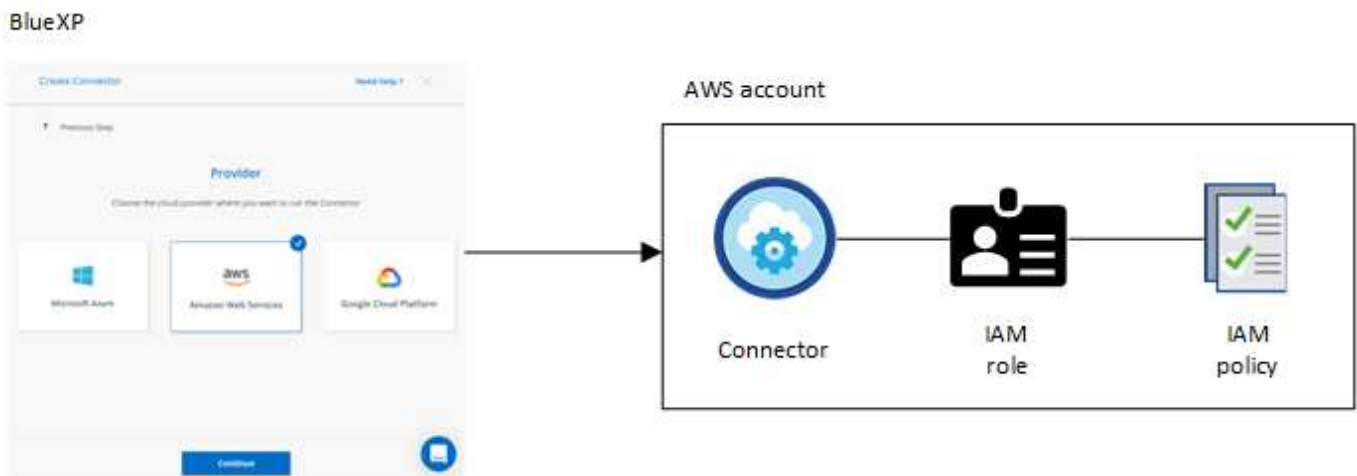 BlueXP
Create Connector
Need help ?
Previous Step
AWS account
Provider
Choose the cloud provider where you want to run the Connector
aws
Microsoft Azure
Amazon Web Services
Google Cloud Platform
Continue
Connector
IAM
role
IAM
policy